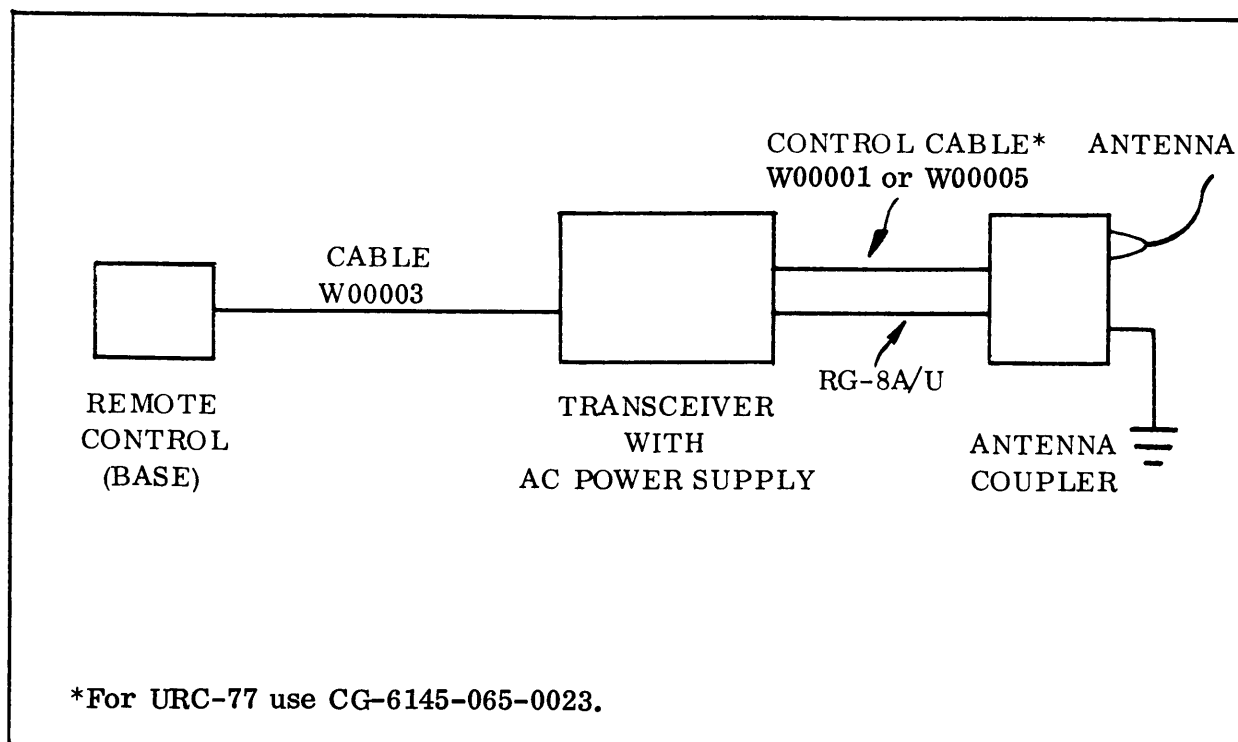 CONTROL CABLE*
W00001 or W00005
ANTENNA
CABLE
W00003
RG-8A/U
REMOTE
CONTROL
(BASE)
TRANSCEIVER
WITH
AC POWER SUPPLY
ANTENNA
COUPLER
*For URC-77 use CG-6145-065-0023.